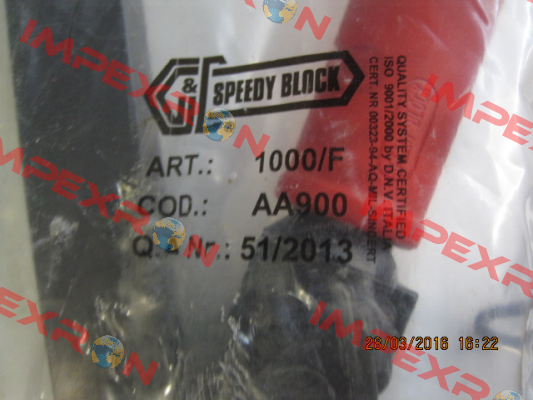 S&T SPEEDY BLOCK
ART.: 1000/F
COD.: AA900
Q. - Nr.: 51/2013
QUALITY SYSTEM CERTIFIED
ISO 9001/2000 by D.N.V. ITALIA
CERT. NR 00323-94-AQ-MIL-SINCERT
26/03/2016 16:22
IMPEXRON